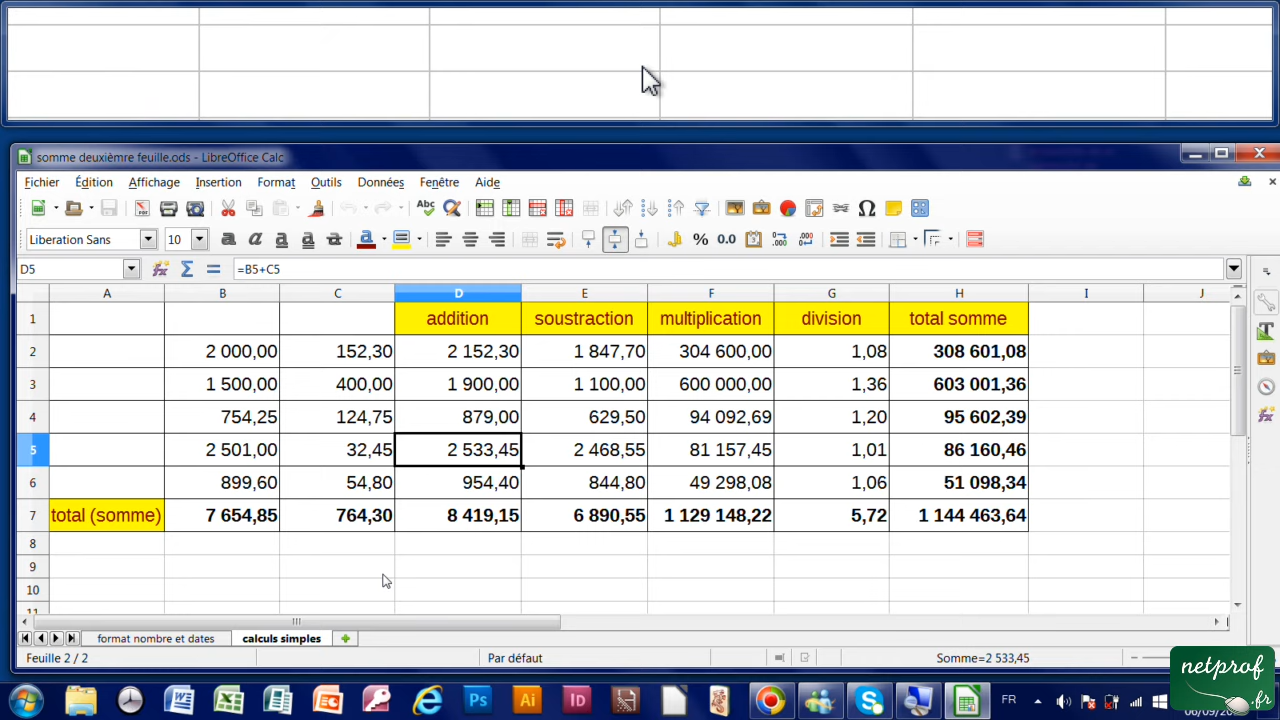 somme deuxièmre feuille.ods - LibreOffice Calc
Fichier Édition Affichage Insertion Format Outils Données Fenêtre Aide
Liberation Sans 10
D5 =B5+C5
A B C D E F G H I J
1 addition soustraction multiplication division total somme
2 2 000,00 152,30 2 152,30 1 847,70 304 600,00 1,08 308 601,08
3 1 500,00 400,00 1 900,00 1 100,00 600 000,00 1,36 603 001,36
4 754,25 124,75 879,00 629,50 94 092,69 1,20 95 602,39
5 2 501,00 32,45 2 533,45 2 468,55 81 157,45 1,01 86 160,46
6 899,60 54,80 954,40 844,80 49 298,08 1,06 51 098,34
7 total (somme) 7 654,85 764,30 8 419,15 6 890,55 1 129 148,22 5,72 1 144 463,64
8
9
10
11
format nombre et dates calculs simples
Feuille 2 / 2 Par défaut Somme=2 533,45
FR
netprof
.fr